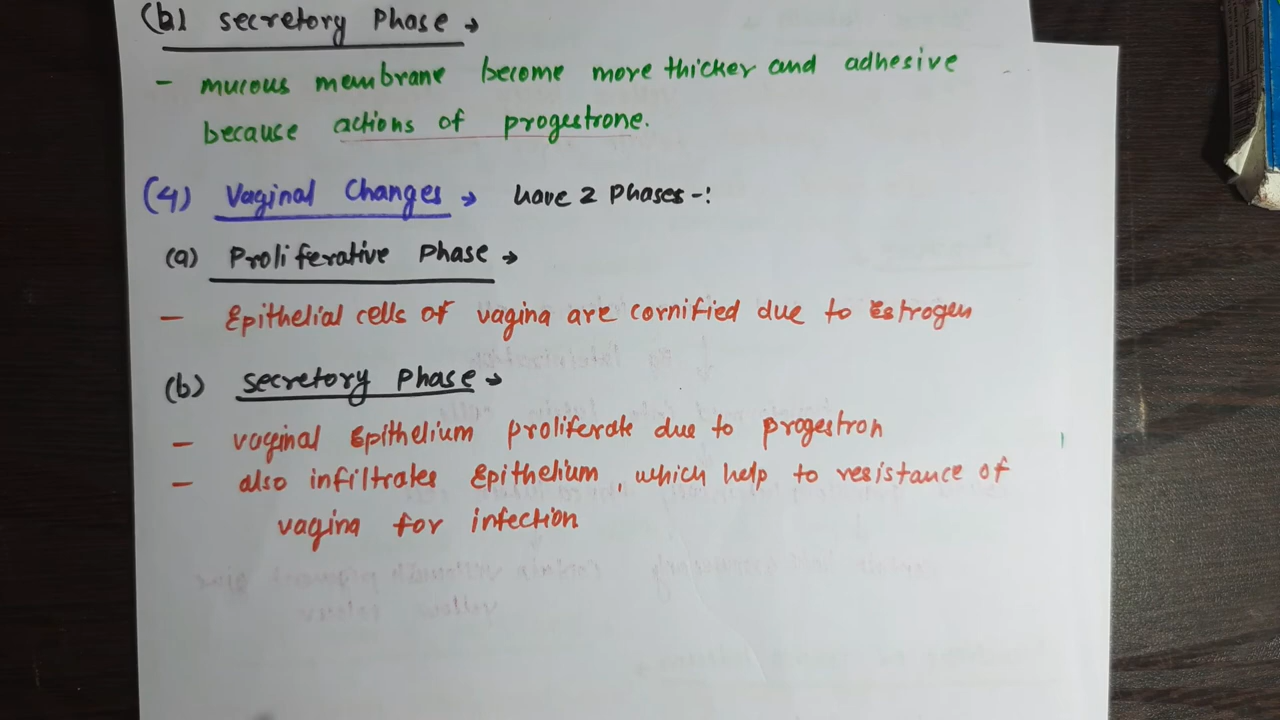 (b) secretory Phase →
- mucous membrane become more thicker and adhesive
because actions of progestrone.
(4) Vaginal Changes → have 2 Phases -:
(a) Proliferative Phase →
- Epithelial cells of vagina are cornified due to Estrogen
(b) secretory Phase →
- vaginal Epithelium proliferate due to progestron
- also infiltrates Epithelium, which help to resistance of
vagina for infection